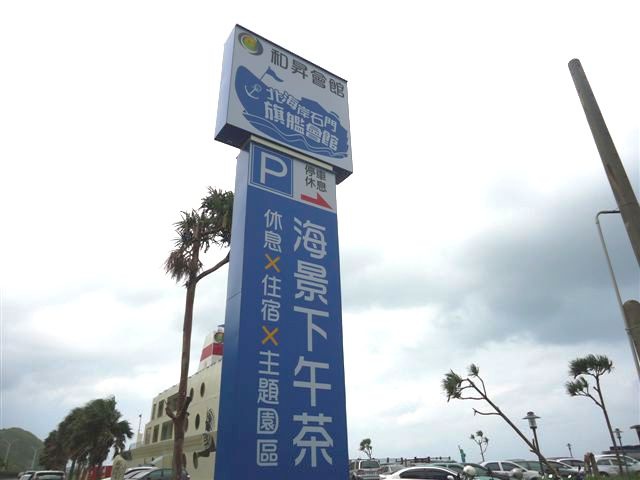 和昇會館
北海岸石門
旗艦會館
P
停車
休息
海景下午茶
休息×住宿×主題園區